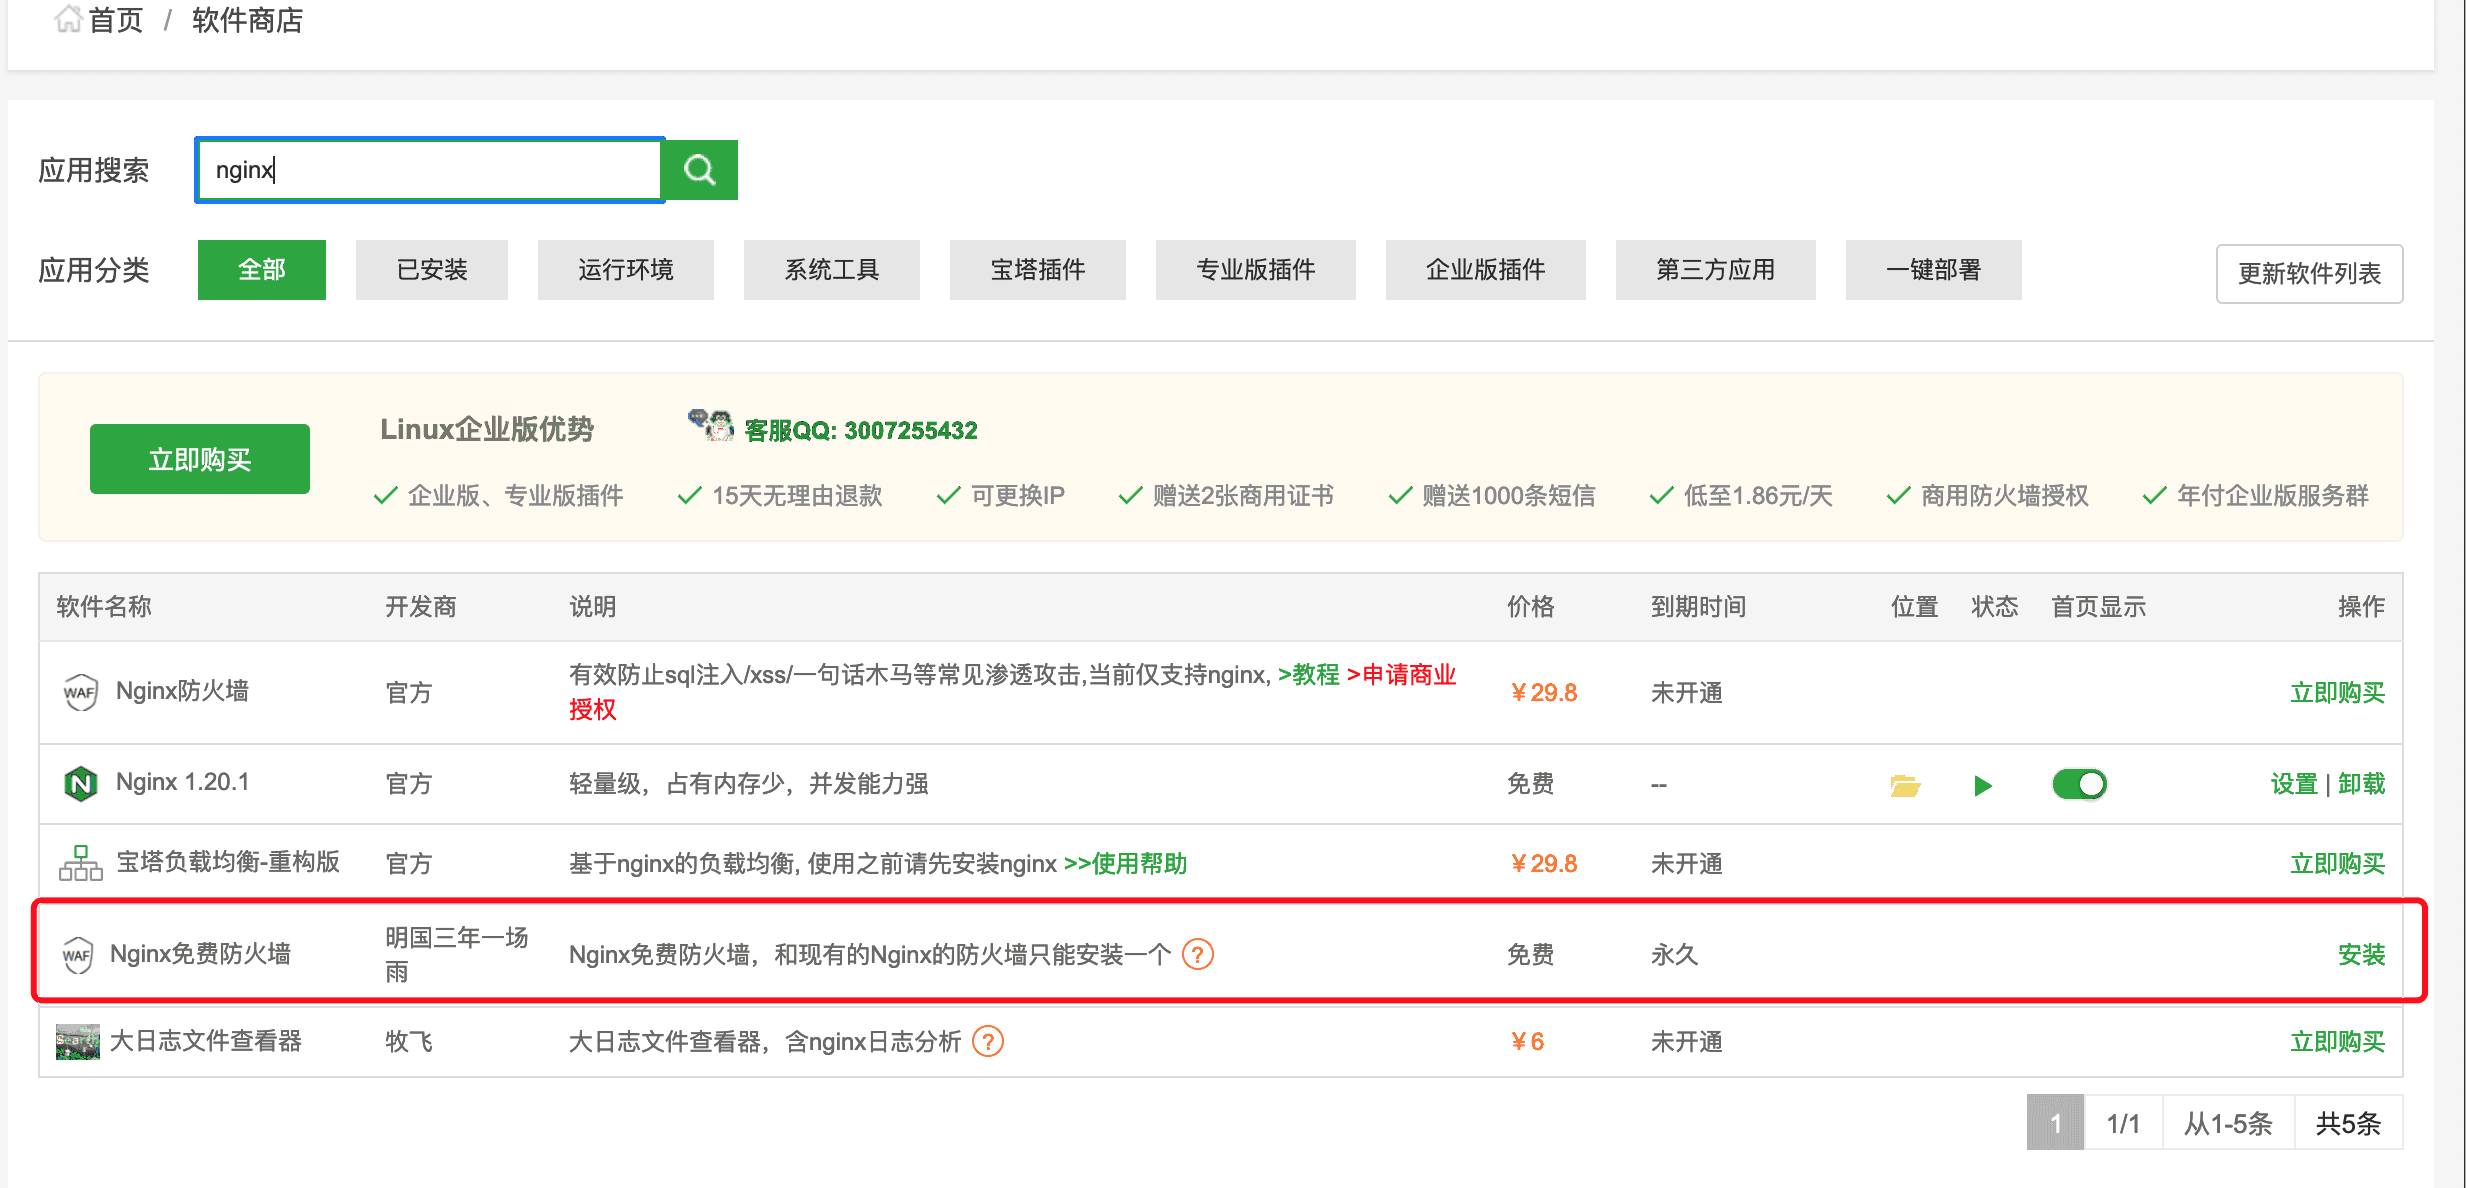 首页 / 软件商店
应用搜索 nginx
应用分类 全部 已安装 运行环境 系统工具 宝塔插件 专业版插件 企业版插件 第三方应用 一键部署 更新软件列表
立即购买
Linux企业版优势 客服QQ: 3007255432
企业版、专业版插件 15天无理由退款 可更换IP 赠送2张商用证书 赠送1000条短信 低至1.86元/天 商用防火墙授权 年付企业版服务群
软件名称 开发商 说明 价格 到期时间 位置 状态 首页显示 操作
WAF Nginx防火墙 官方 有效防止sql注入/xss/一句话木马等常见渗透攻击,当前仅支持nginx, >教程 >申请商业
授权 ￥29.8 未开通 立即购买
N Nginx 1.20.1 官方 轻量级，占有内存少，并发能力强 免费 -- 设置 | 卸载
宝塔负载均衡-重构版 官方 基于nginx的负载均衡, 使用之前请先安装nginx >>使用帮助 ￥29.8 未开通 立即购买
WAF Nginx免费防火墙 明国三年一场
雨 Nginx免费防火墙，和现有的Nginx的防火墙只能安装一个 ? 免费 永久 安装
大日志文件查看器 牧飞 大日志文件查看器，含nginx日志分析 ? ￥6 未开通 立即购买
1 1/1 从1-5条 共5条